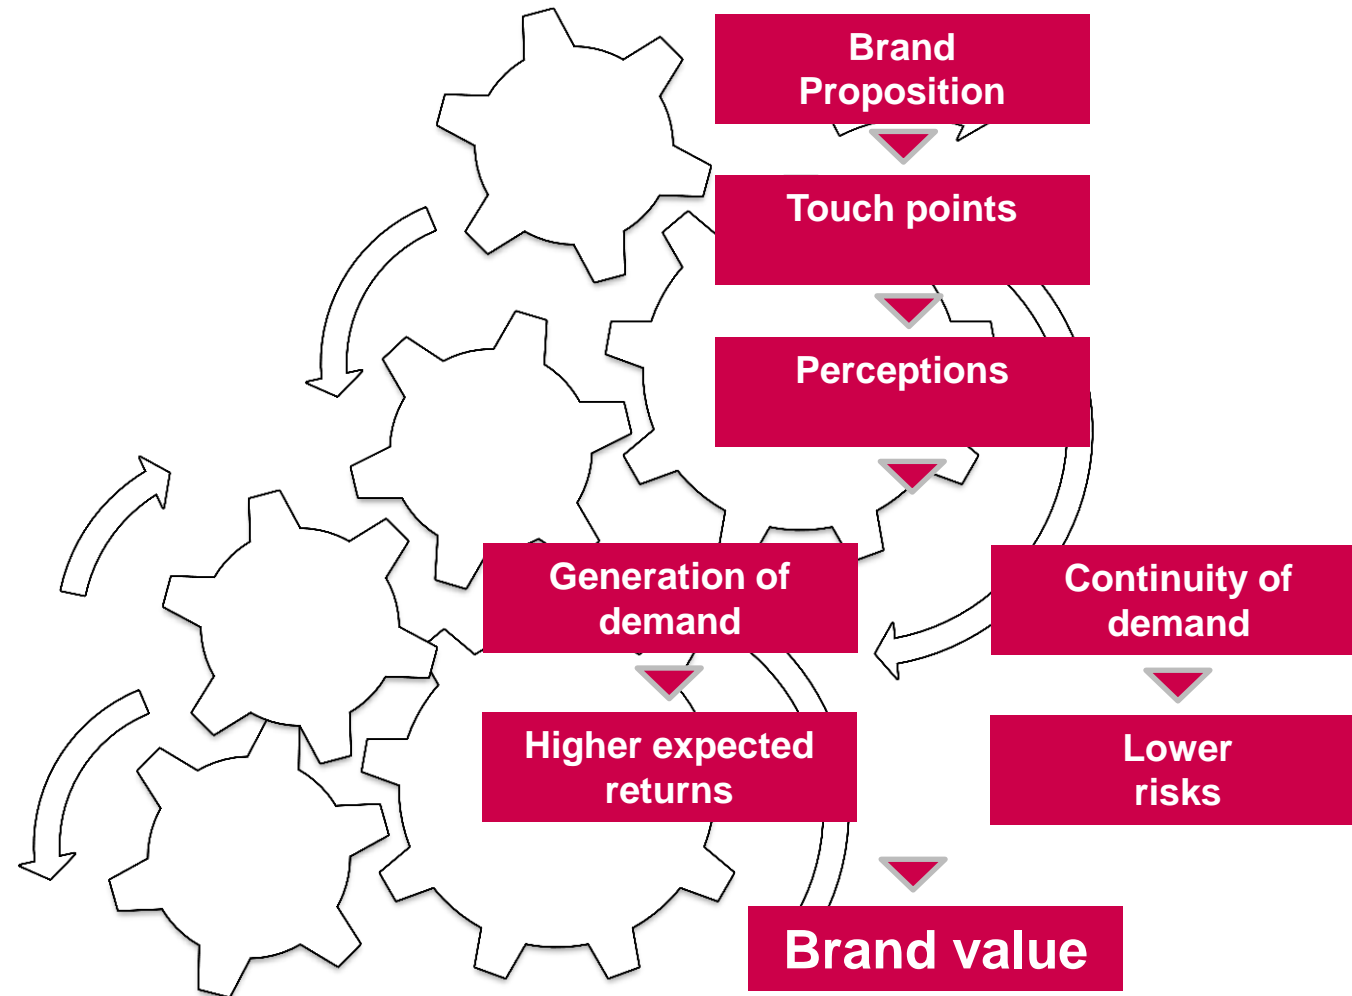 Brand
Proposition
Touch points
Perceptions
Generation of
demand
Continuity of
demand
Higher expected
returns
Lower
risks
Brand value